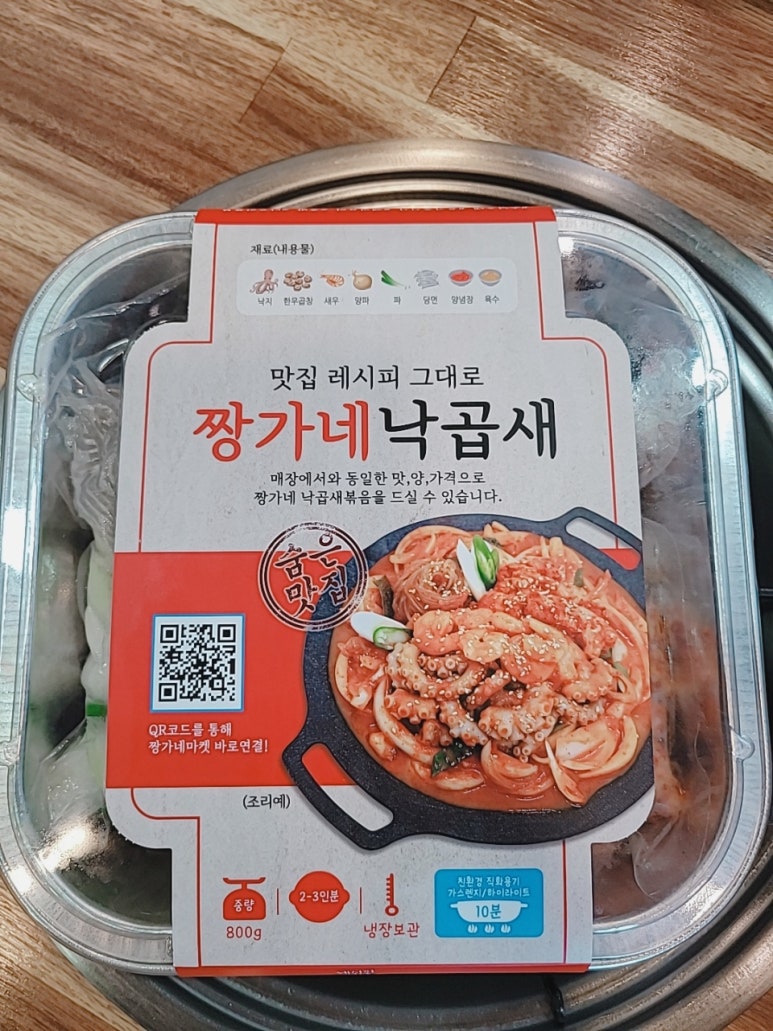 재료(내용물)
낙지 한우곱창 새우 양파 파 당면 양념장 육수
맛집 레시피 그대로
짱가네낙곱새
매장에서와 동일한 맛,양,가격으로
짱가네 낙곱새볶음을 드실 수 있습니다.
숨은
맛집
QR코드를 통해
짱가네마켓 바로연결!
(조리예)
중량
800g
2-3인분
냉장보관
친환경 직화용기
가스렌지/하이라이트
10분